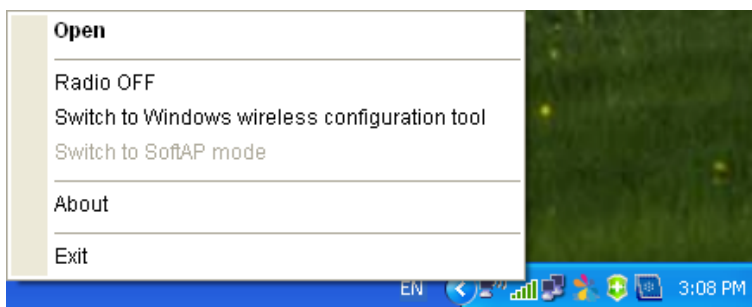 Open
Radio OFF
Switch to Windows wireless configuration tool
Switch to SoftAP mode
About
Exit
EN 3:08 PM